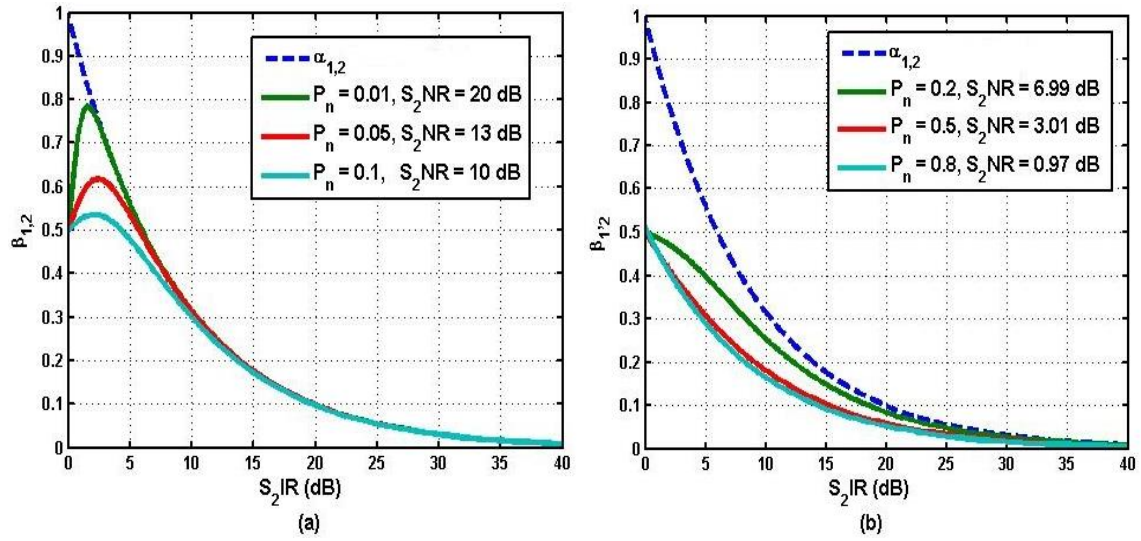 α1,2
Pn = 0.01, S2NR = 20 dB
Pn = 0.05, S2NR = 13 dB
Pn = 0.1, S2NR = 10 dB
1
0.9
0.8
0.7
0.6
0.5
0.4
0.3
0.2
0.1
0
β1,2
0 5 10 15 20 25 30 35 40
S2IR (dB)
(a)
α1,2
Pn = 0.2, S2NR = 6.99 dB
Pn = 0.5, S2NR = 3.01 dB
Pn = 0.8, S2NR = 0.97 dB
1
0.9
0.8
0.7
0.6
0.5
0.4
0.3
0.2
0.1
0
β1'2
0 5 10 15 20 25 30 35 40
S2IR (dB)
(b)